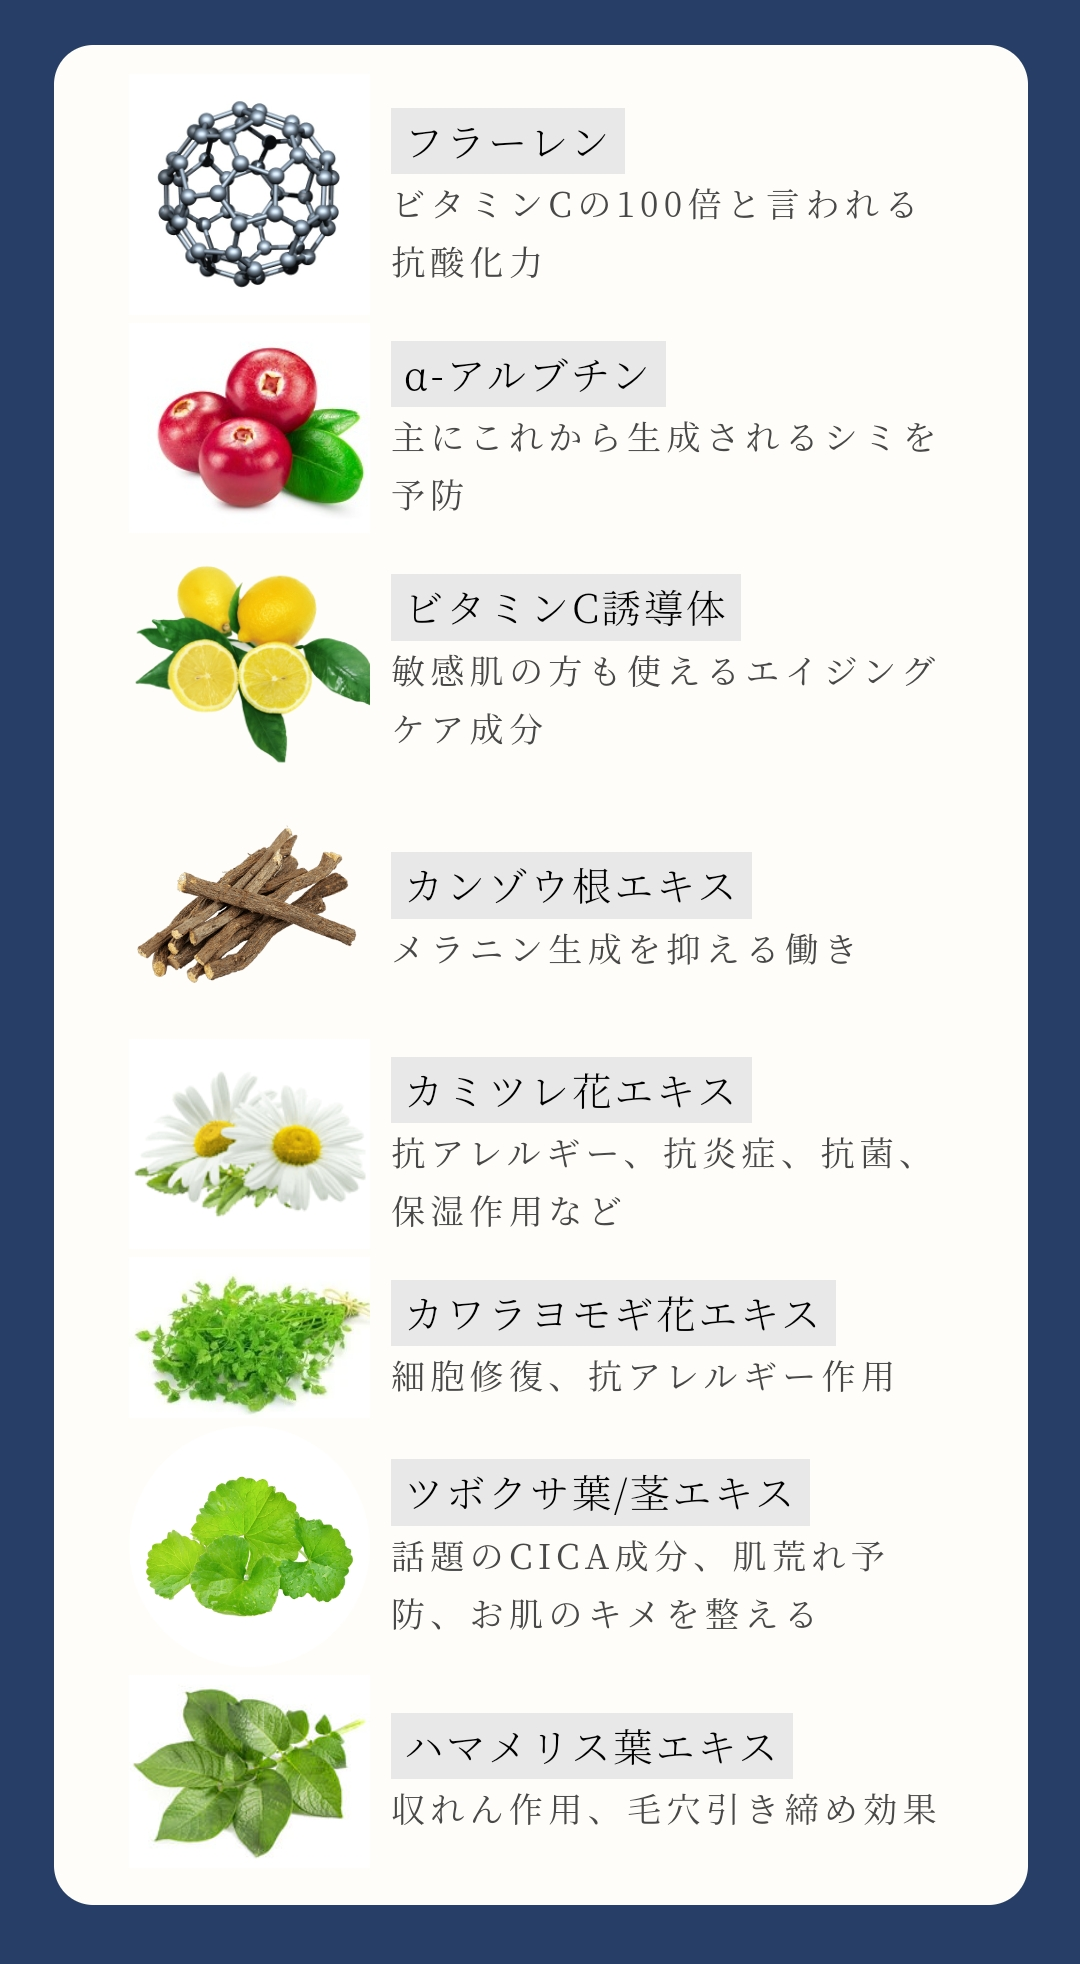 フラーレン
ビタミンCの100倍と言われる
抗酸化力
α-アルブチン
主にこれから生成されるシミを
予防
ビタミンC誘導体
敏感肌の方も使えるエイジング
ケア成分
カンゾウ根エキス
メラニン生成を抑える働き
カミツレ花エキス
抗アレルギー、抗炎症、抗菌、
保湿作用など
カワラヨモギ花エキス
細胞修復、抗アレルギー作用
ツボクサ葉/茎エキス
話題のCICA成分、肌荒れ予
防、お肌のキメを整える
ハマメリス葉エキス
収れん作用、毛穴引き締め効果